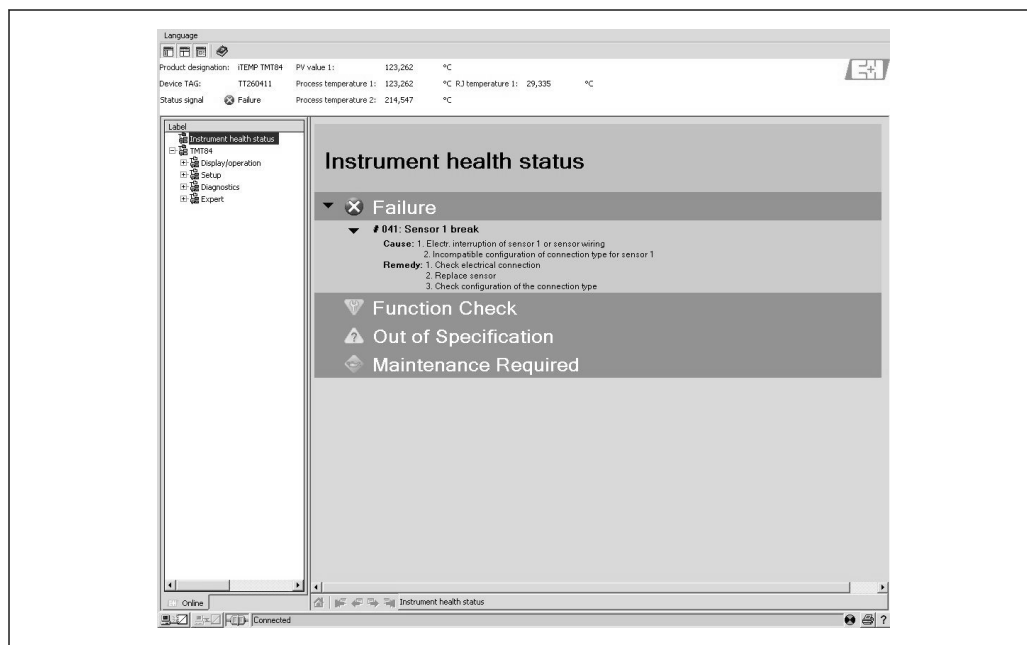 Language
Product designation: iTEMP TMT84 PV value 1: 123,262 °C
Device TAG: TT260411 Process temperature 1: 123,262 °C RJ temperature 1: 29,335 °C
Status signal Failure Process temperature 2: 214,547 °C
E+H
Label
Instrument health status
TMT84
Display/operation
Setup
Diagnostics
Expert
Instrument health status
Failure
041: Sensor 1 break
Cause: 1. Electr. interruption of sensor 1 or sensor wiring
2. Incompatible configuration of connection type for sensor 1
Remedy: 1. Check electrical connection
2. Replace sensor
3. Check configuration of the connection type
Function Check
Out of Specification
Maintenance Required
Online
Instrument health status
Connected